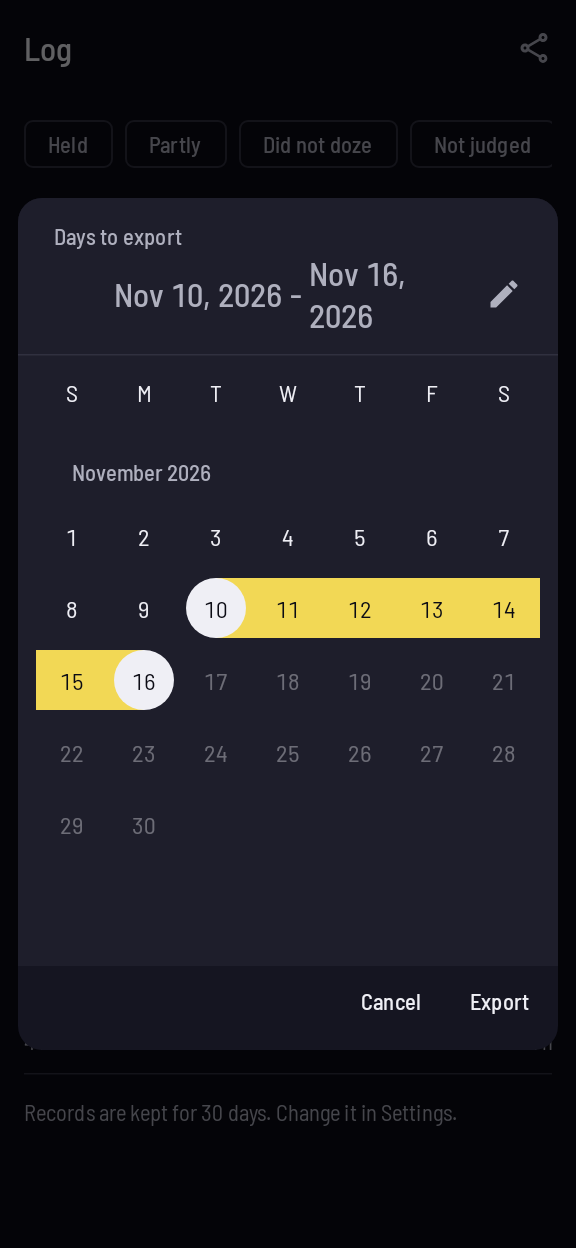 Log
Held Partly Did not doze Not judged
Days to export
Nov 10, 2026 - Nov 16, 2026
S M T W T F S
November 2026
1 2 3 4 5 6 7
8 9 10 11 12 13 14
15 16 17 18 19 20 21
22 23 24 25 26 27 28
29 30
Cancel Export
Records are kept for 30 days. Change it in Settings.